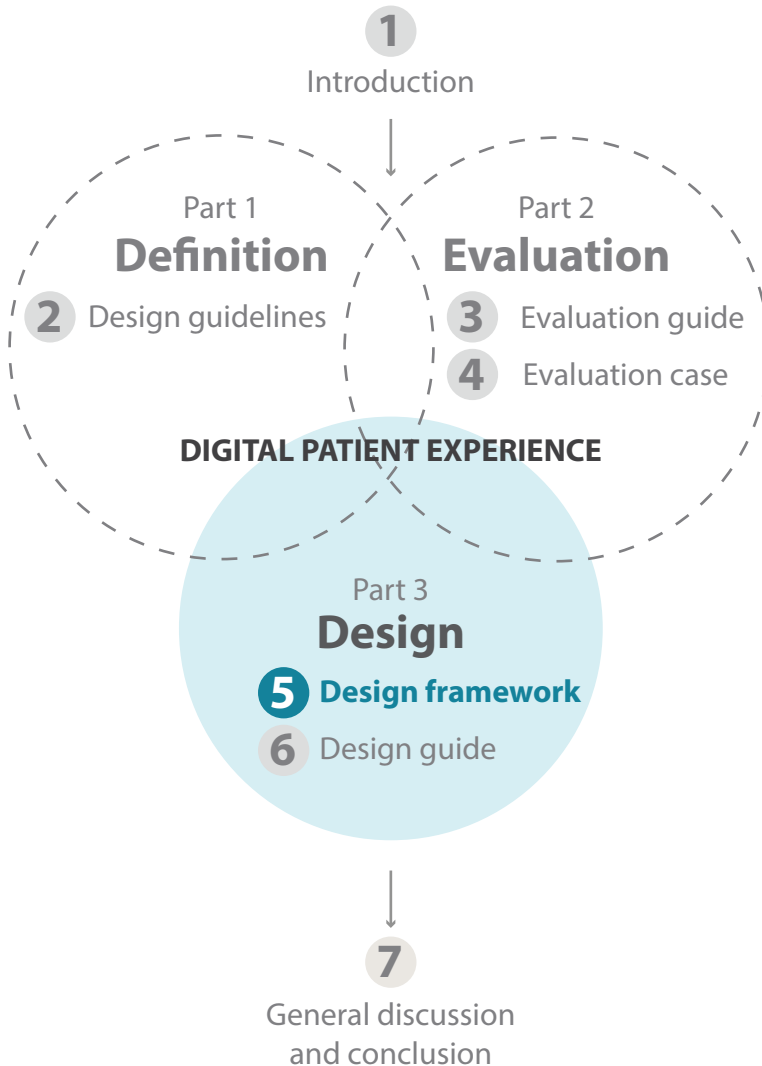 1
Introduction
Part 1
Definition
2 Design guidelines
Part 2
Evaluation
3 Evaluation guide
4 Evaluation case
DIGITAL PATIENT EXPERIENCE
Part 3
Design
5 Design framework
6 Design guide
7
General discussion
and conclusion